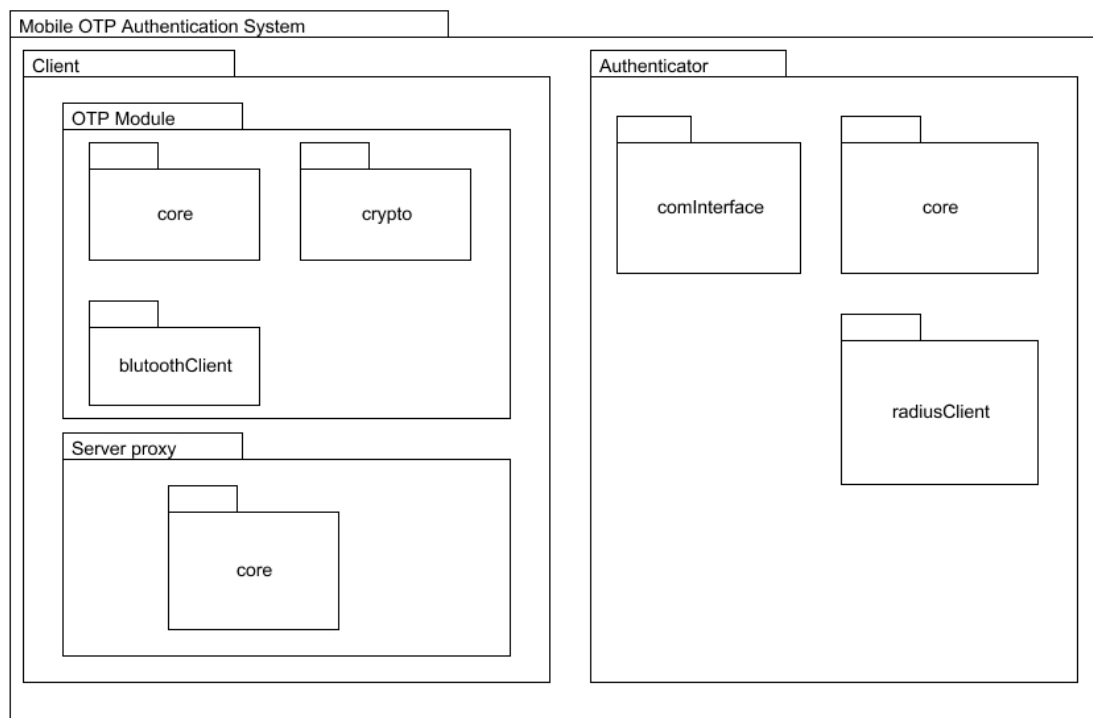 Mobile OTP Authentication System
Client
OTP Module
core
crypto
blutoothClient
Server proxy
core
Authenticator
comInterface
core
radiusClient